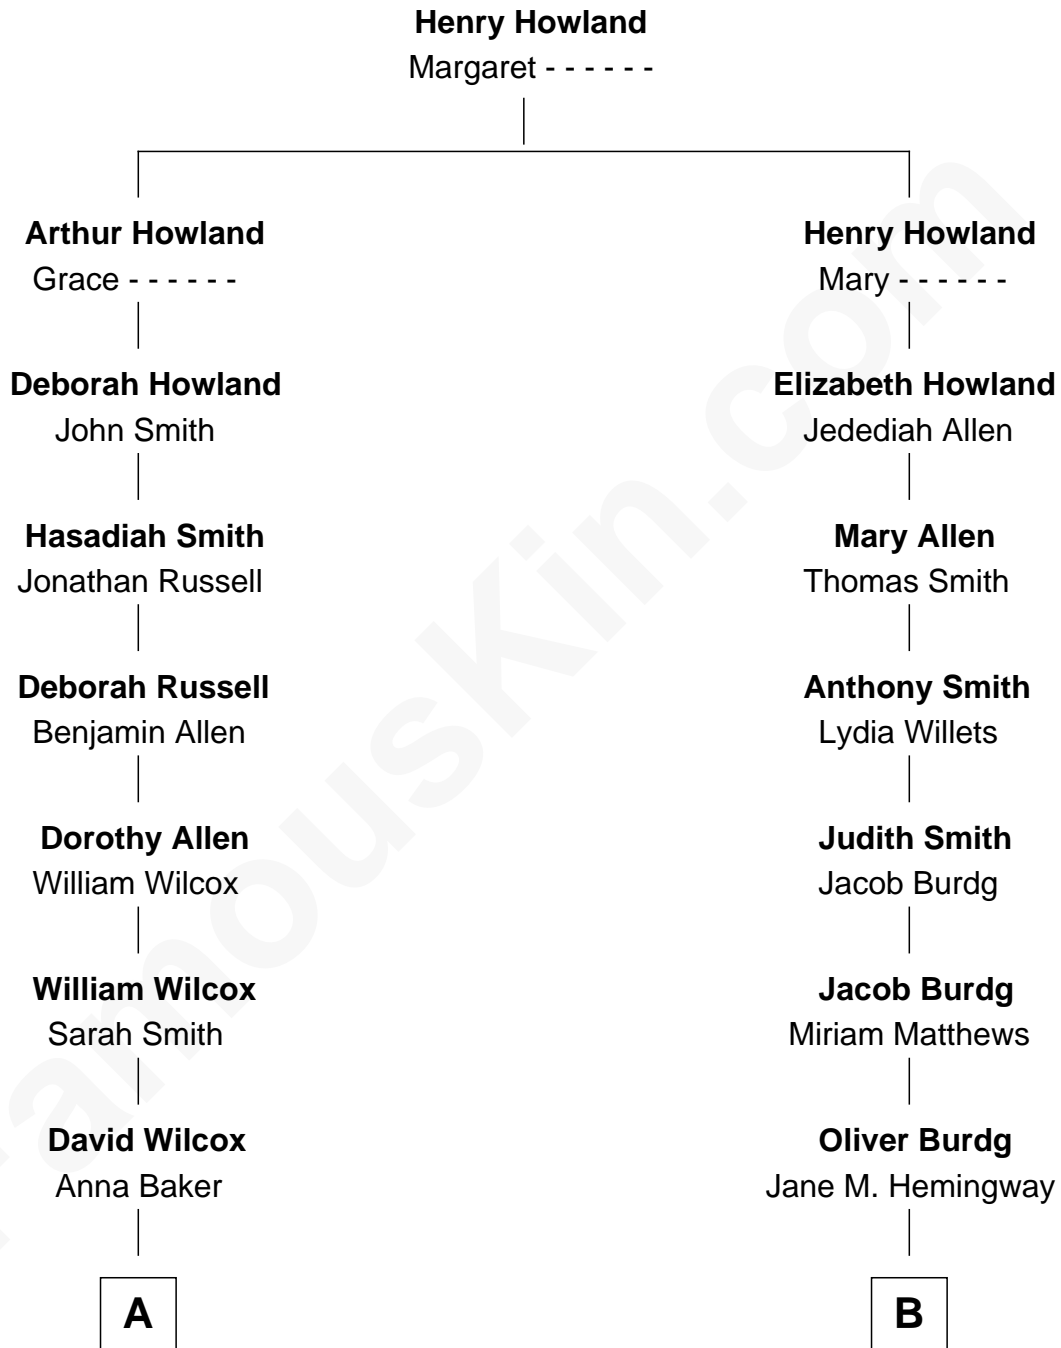 Henry Howland
Margaret - - - - - -
Arthur Howland
Grace - - - - - -
Henry Howland
Mary - - - - - -
Deborah Howland
John Smith
Elizabeth Howland
Jedediah Allen
Hasadiah Smith
Jonathan Russell
Mary Allen
Thomas Smith
Deborah Russell
Benjamin Allen
Anthony Smith
Lydia Willets
Dorothy Allen
William Wilcox
Judith Smith
Jacob Burdg
William Wilcox
Sarah Smith
Jacob Burdg
Miriam Matthews
David Wilcox
Anna Baker
Oliver Burdg
Jane M. Hemingway
A
B
FamousKin.com